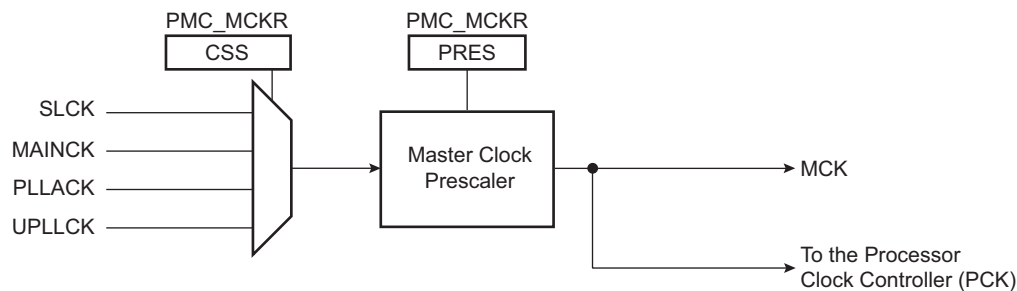 PMC_MCKR
CSS
PMC_MCKR
PRES
SLCK
MAINCK
PLLACK
UPLLCK
Master Clock
Prescaler
MCK
To the Processor
Clock Controller (PCK)